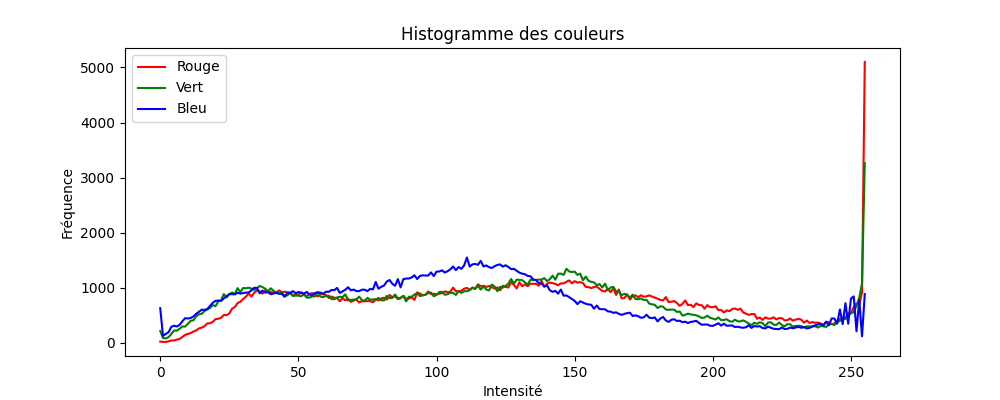 Histogramme des couleurs
Rouge
Vert
Bleu
Fréquence
5000
4000
3000
2000
1000
0
0 50 100 150 200 250
Intensité